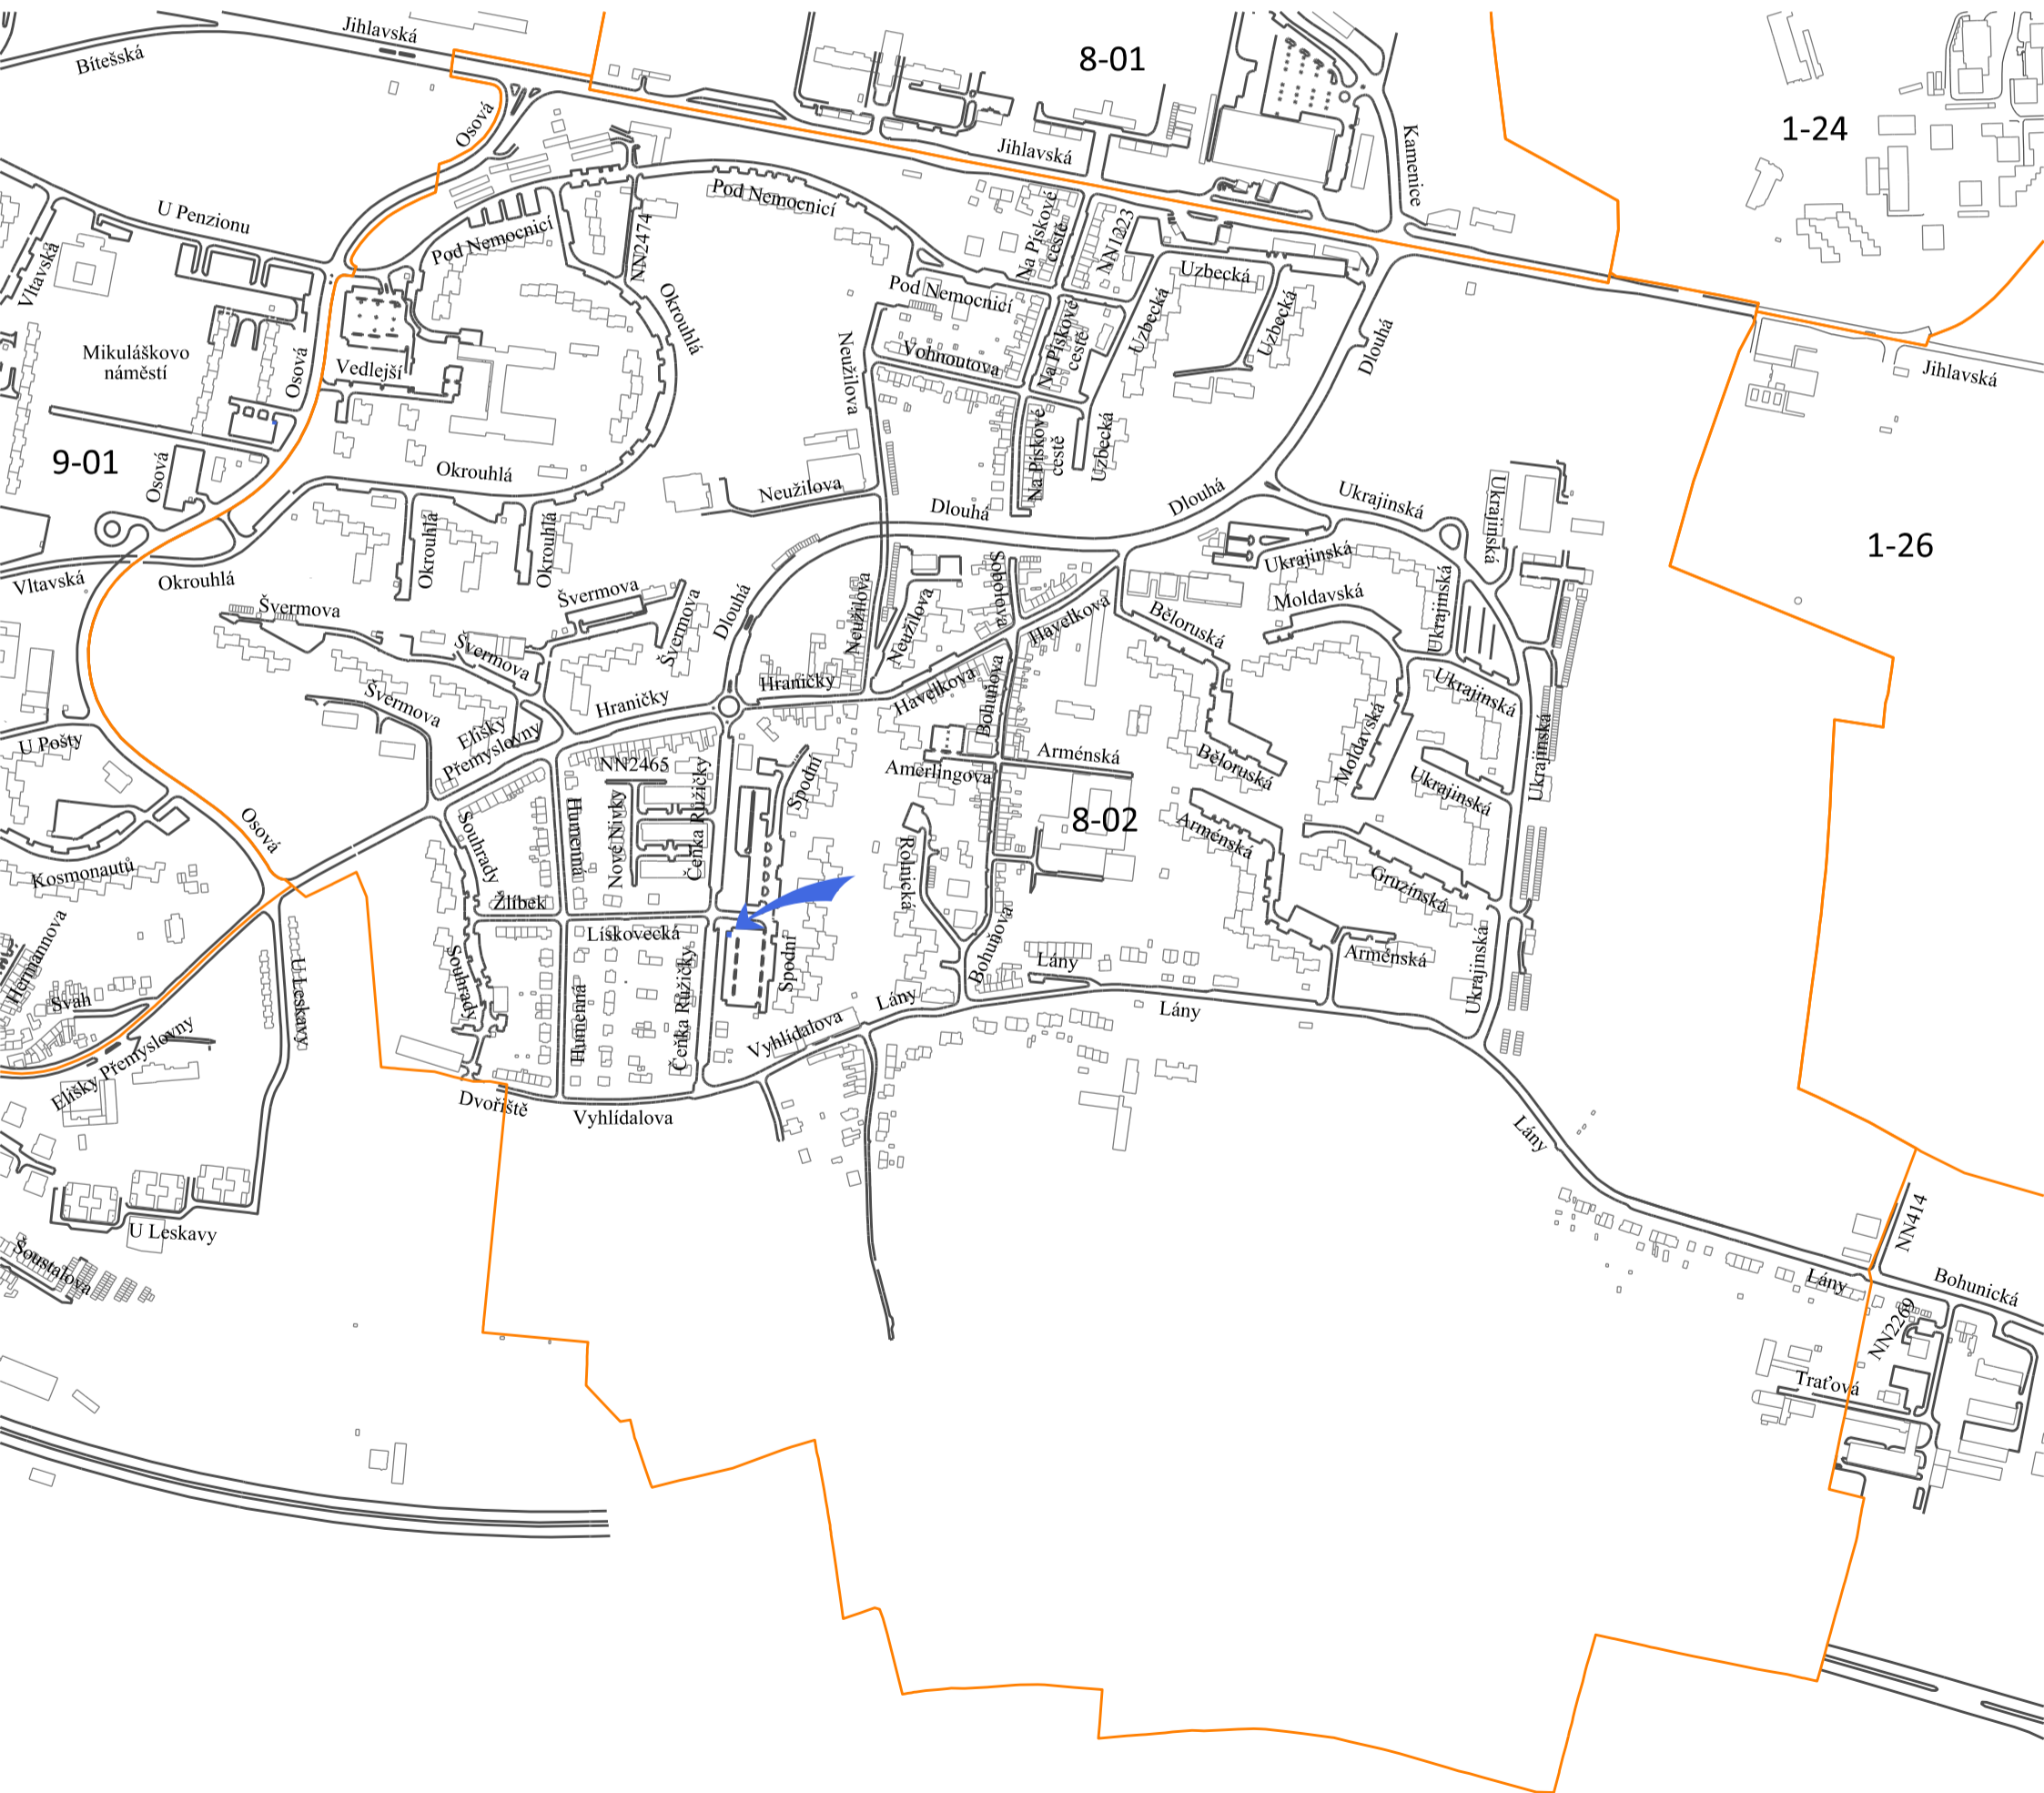 Jihlavská
Bítešská
8-01
1-24
Osová
Jihlavská
Kamenice
U Penzionu
Pod Nemocnicí
Pod Nemocnicí
NN2474
Na Pískové
cestě
NN1223
Vltavská
Uzbecká
Pod Nemocnicí
Okrouhlá
Neužilova
Na Pískové
cestě
Uzbecká
Uzbecká
Dlouhá
Mikuláškovo
náměstí
Osová
Vedlejší
Vohnoutova
Jihlavská
9-01
Osová
Okrouhlá
Neužilova
Na Pískové
cestě
Uzbecká
Dlouhá
Dlouhá
Ukrajinská
Ukrajinská
1-26
Okrouhlá
Okrouhlá
Vltavská
Okrouhlá
Švermova
Švermova
Švermova
Dlouhá
Neužilova
Neužilova
Sobolova
Havelkova
Běloruská
Ukrajinská
Moldavská
Ukrajinská
Švermova
Švermova
Hraničky
Hraničky
Havelkova
Bohuňova
Ukrajinská
U Pošty
Elišky
Přemyslovny
NN2465
Amerlingova
Arménská
Běloruská
Moldavská
Ukrajinská
Ukrajinská
Osová
Souhrady
Humenná
Nové Nivky
Čeňka Růžičky
Spodní
Rolnická
8-02
Arménská
Gruzínská
Kosmonautů
Žlíbek
Lískovecká
Heřmannova
Svah
U Leskavy
Souhrady
Humenná
Čeňka Růžičky
Spodní
Bohuňova
Lány
Lány
Lány
Arménská
Ukrajinská
Elišky Přemyslovny
Vyhlídalova
Dvořiště
Vyhlídalova
Lány
U Leskavy
Šoustalova
NN414
Lány
Bohunická
NN2269
Traťová